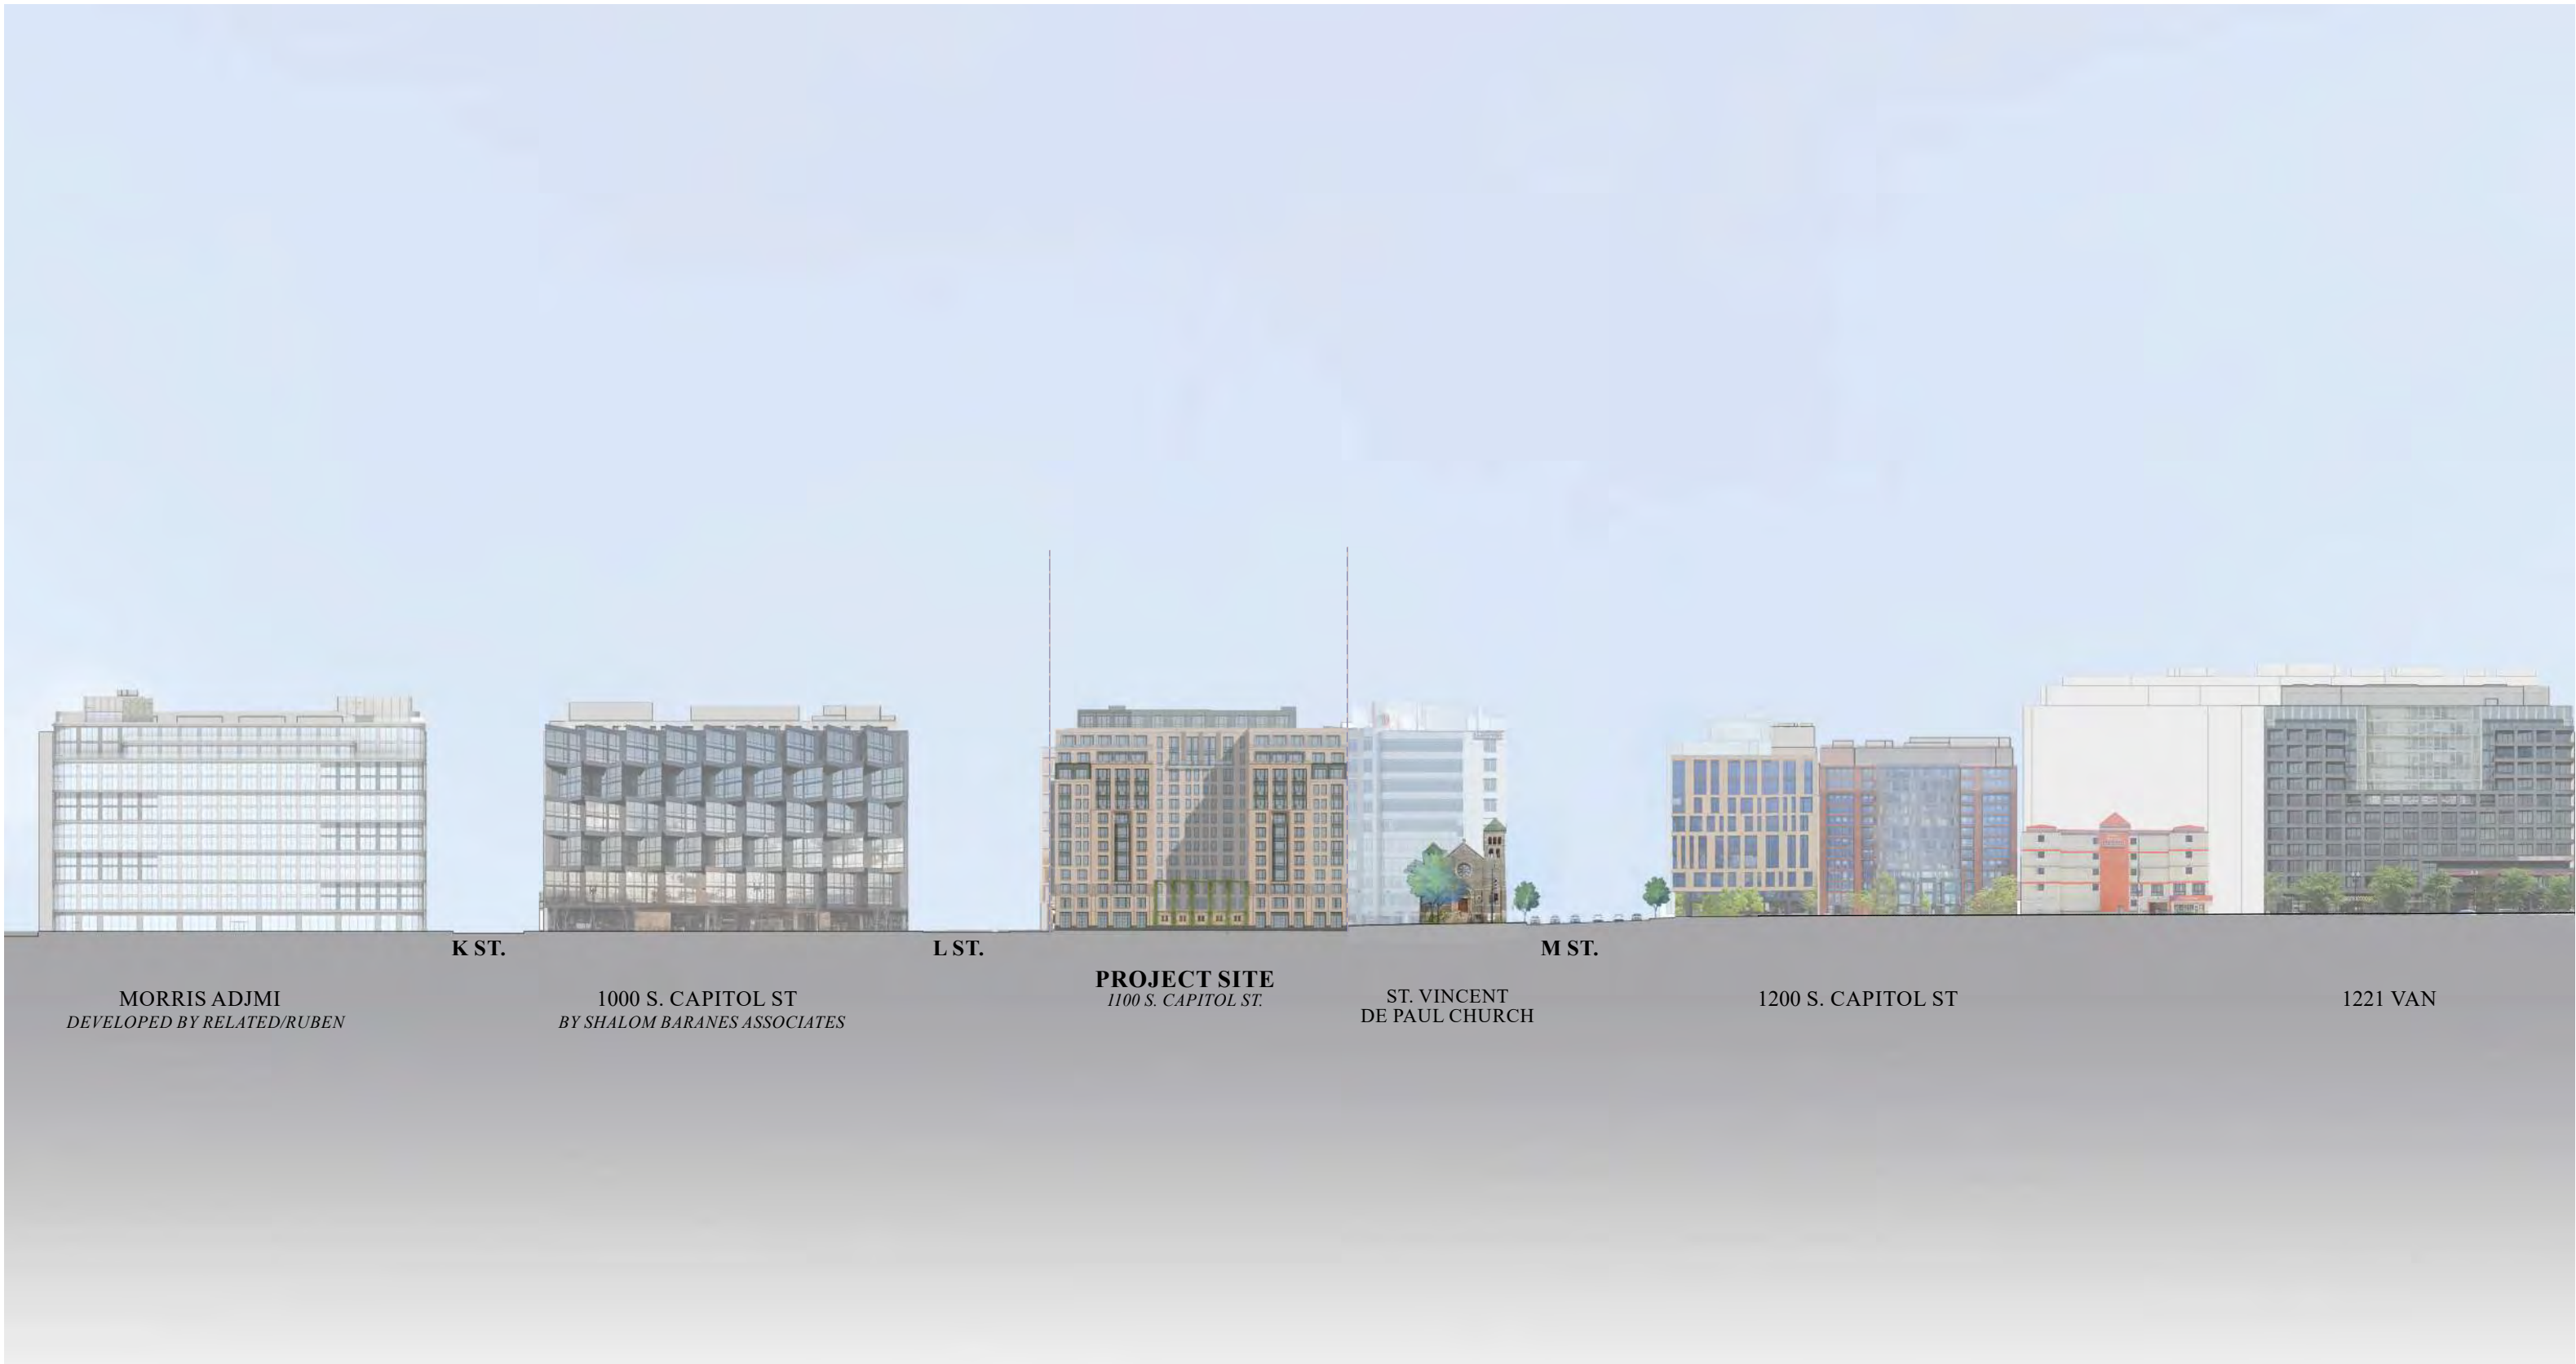 K ST.
L ST.
M ST.
MORRIS ADJMI
DEVELOPED BY RELATED/RUBEN
1000 S. CAPITOL ST
BY SHALOM BARANES ASSOCIATES
PROJECT SITE
1100 S. CAPITOL ST.
ST. VINCENT
DE PAUL CHURCH
1200 S. CAPITOL ST
1221 VAN